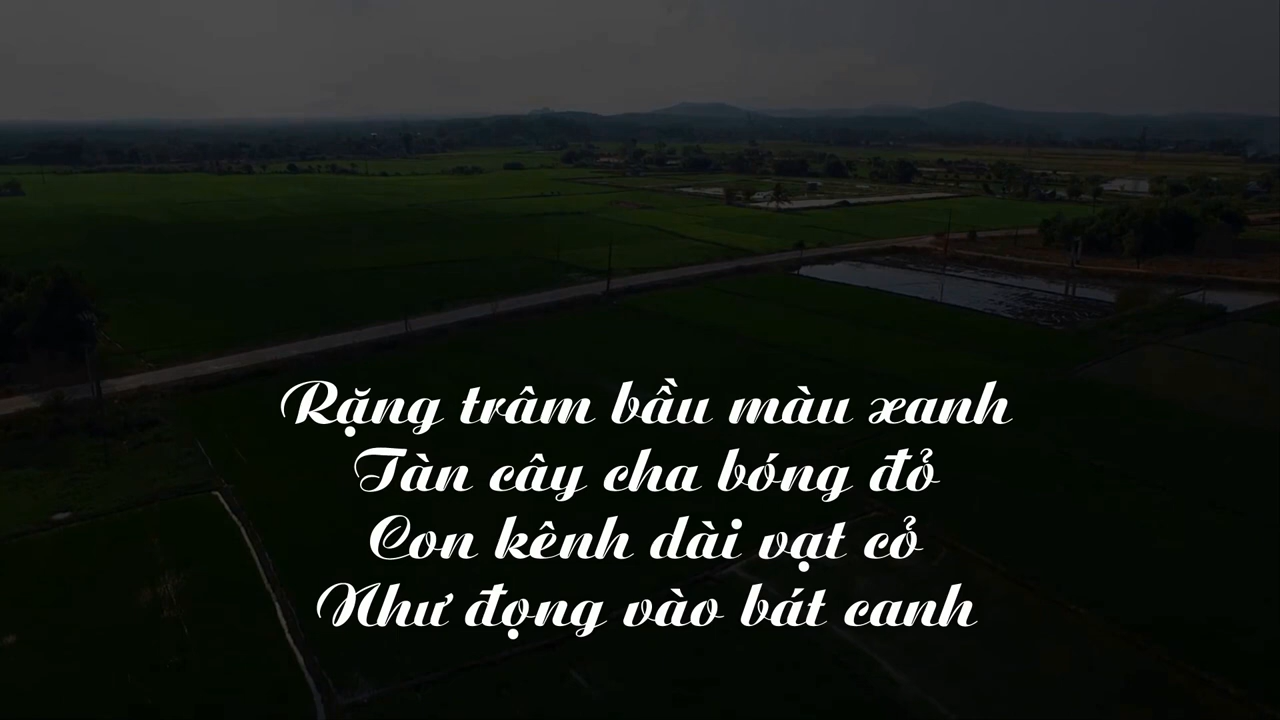 Rặng trâm bầu màu xanh
Tàn cây cha bóng đỏ
Con kênh dài vạt cỏ
Như đọng vào bát canh